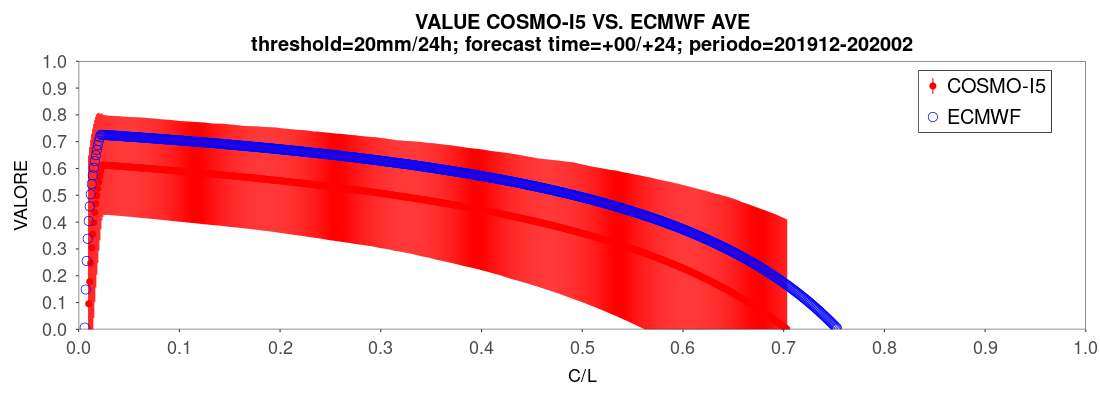 VALUE COSMO-I5 VS. ECMWF AVE
threshold=20mm/24h; forecast time=+00/+24; periodo=201912-202002
1.0
0.9
0.8
0.7
0.6
0.5
0.4
0.3
0.2
0.1
0.0
VALORE
COSMO-I5
ECMWF
0.0 0.1 0.2 0.3 0.4 0.5 0.6 0.7 0.8 0.9 1.0
C/L